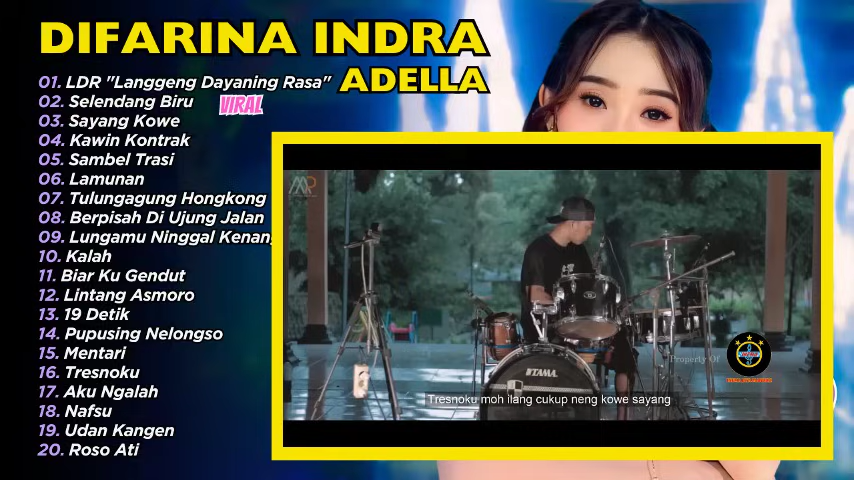 DIFARINA INDRA
ADELLA
01. LDR "Langgeng Dayaning Rasa"
02. Selendang Biru
VIRAL
03. Sayang Kowe
04. Kawin Kontrak
05. Sambel Trasi
06. Lamunan
07. Tulungagung Hongkong
08. Berpisah Di Ujung Jalan
09. Lungamu Ninggal Kenang
10. Kalah
11. Biar Ku Gendut
12. Lintang Asmoro
13. 19 Detik
14. Pupusing Nelongso
15. Mentari
16. Tresnoku
17. Aku Ngalah
18. Nafsu
19. Udan Kangen
20. Roso Ati
Property Of
TAMA
Tresnoku moh ilang cukup neng kowe sayang